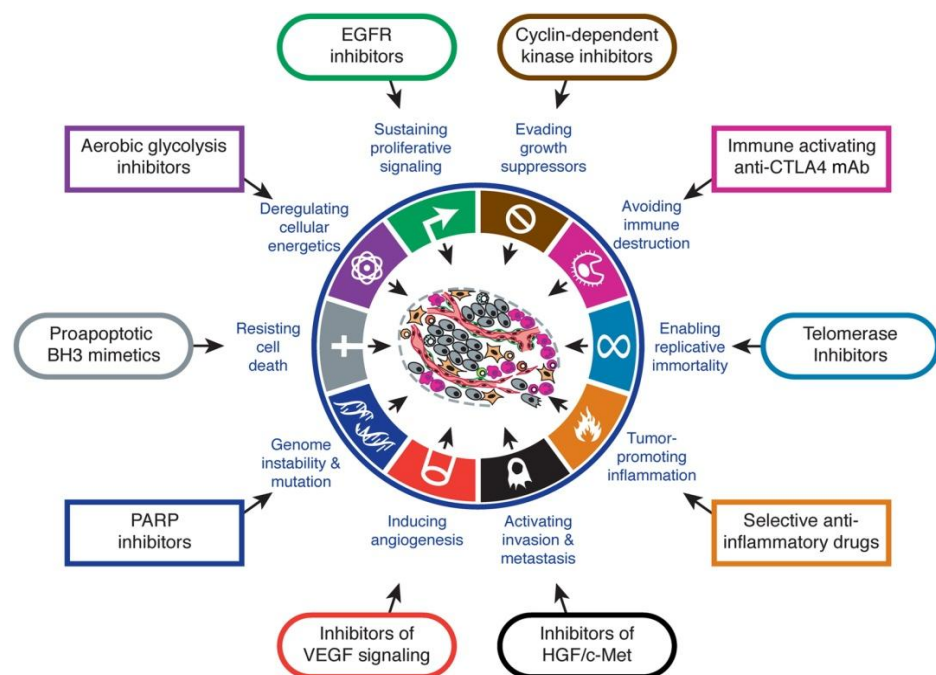 EGFR
inhibitors
Cyclin-dependent
kinase inhibitors
Sustaining
proliferative
signaling
Evading
growth
suppressors
Aerobic glycolysis
inhibitors
Immune activating
anti-CTLA4 mAb
Deregulating
cellular
energetics
Avoiding
immune
destruction
Proapoptotic
BH3 mimetics
Resisting
cell
death
Enabling
replicative
immortality
Telomerase
Inhibitors
Genome
instability &
mutation
Tumor-
promoting
inflammation
PARP
inhibitors
Inducing
angiogenesis
Activating
invasion &
metastasis
Selective anti-
inflammatory drugs
Inhibitors of
VEGF signaling
Inhibitors of
HGF/c-Met